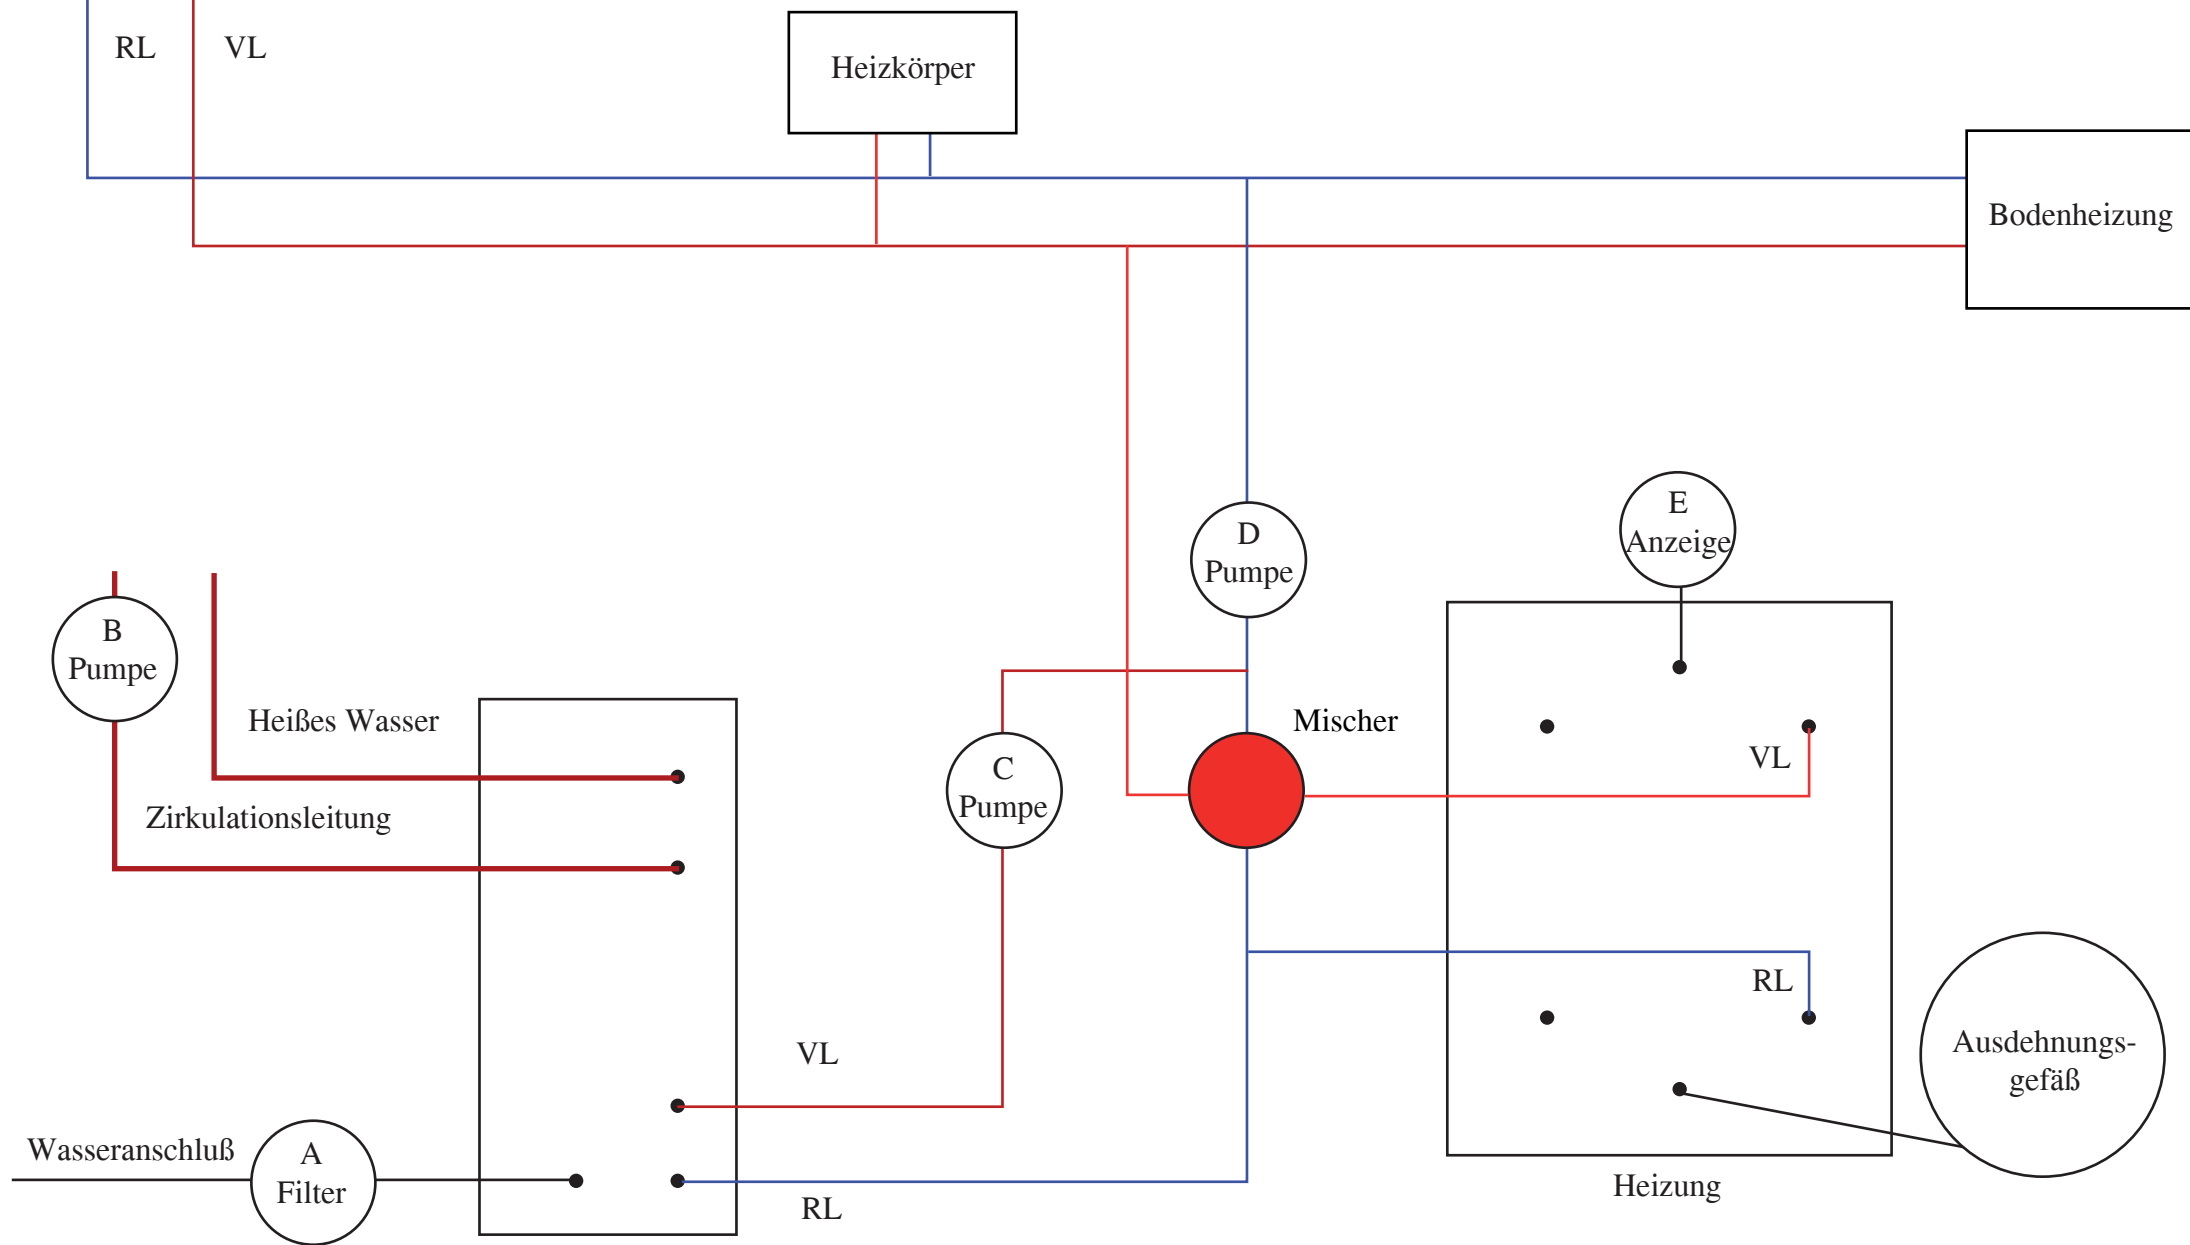 RL
VL
Heizkörper
Bodenheizung
E
Anzeige
D
Pumpe
B
Pumpe
Heißes Wasser
Mischer
VL
C
Pumpe
Zirkulationsleitung
RL
Ausdehnungs-
gefäß
VL
Wasseranschluß
A
Filter
Heizung
RL